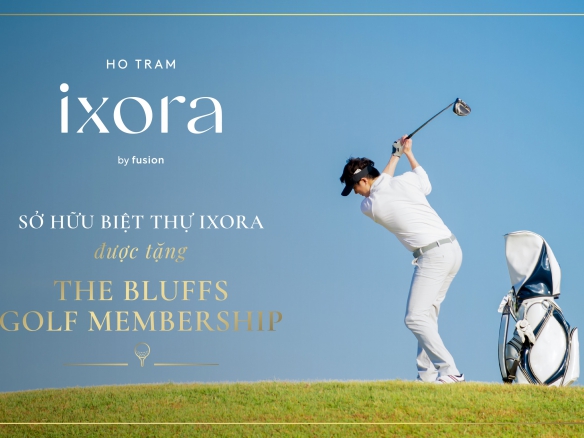 HO TRAM
ixora
by fusion
SỞ HỮU BIỆT THỰ IXORA
được tặng
THE BLUFFS
GOLF MEMBERSHIP